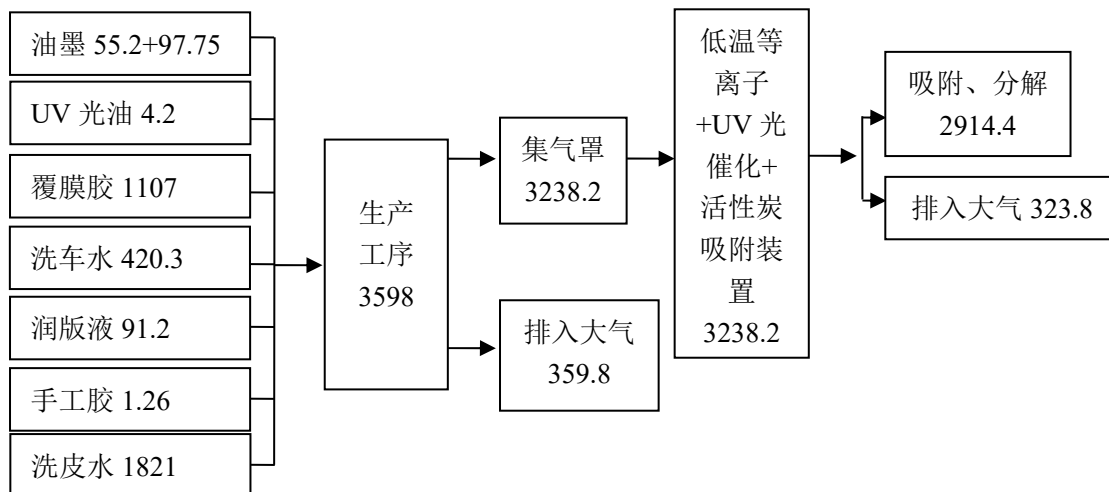 油墨 55.2+97.75
UV 光油 4.2
覆膜胶 1107
洗车水 420.3
润版液 91.2
手工胶 1.26
洗皮水 1821
生产
工序
3598
集气罩
3238.2
排入大气
359.8
低温等
离子
+UV 光
催化+
活性炭
吸附装
置
3238.2
吸附、分解
2914.4
排入大气 323.8